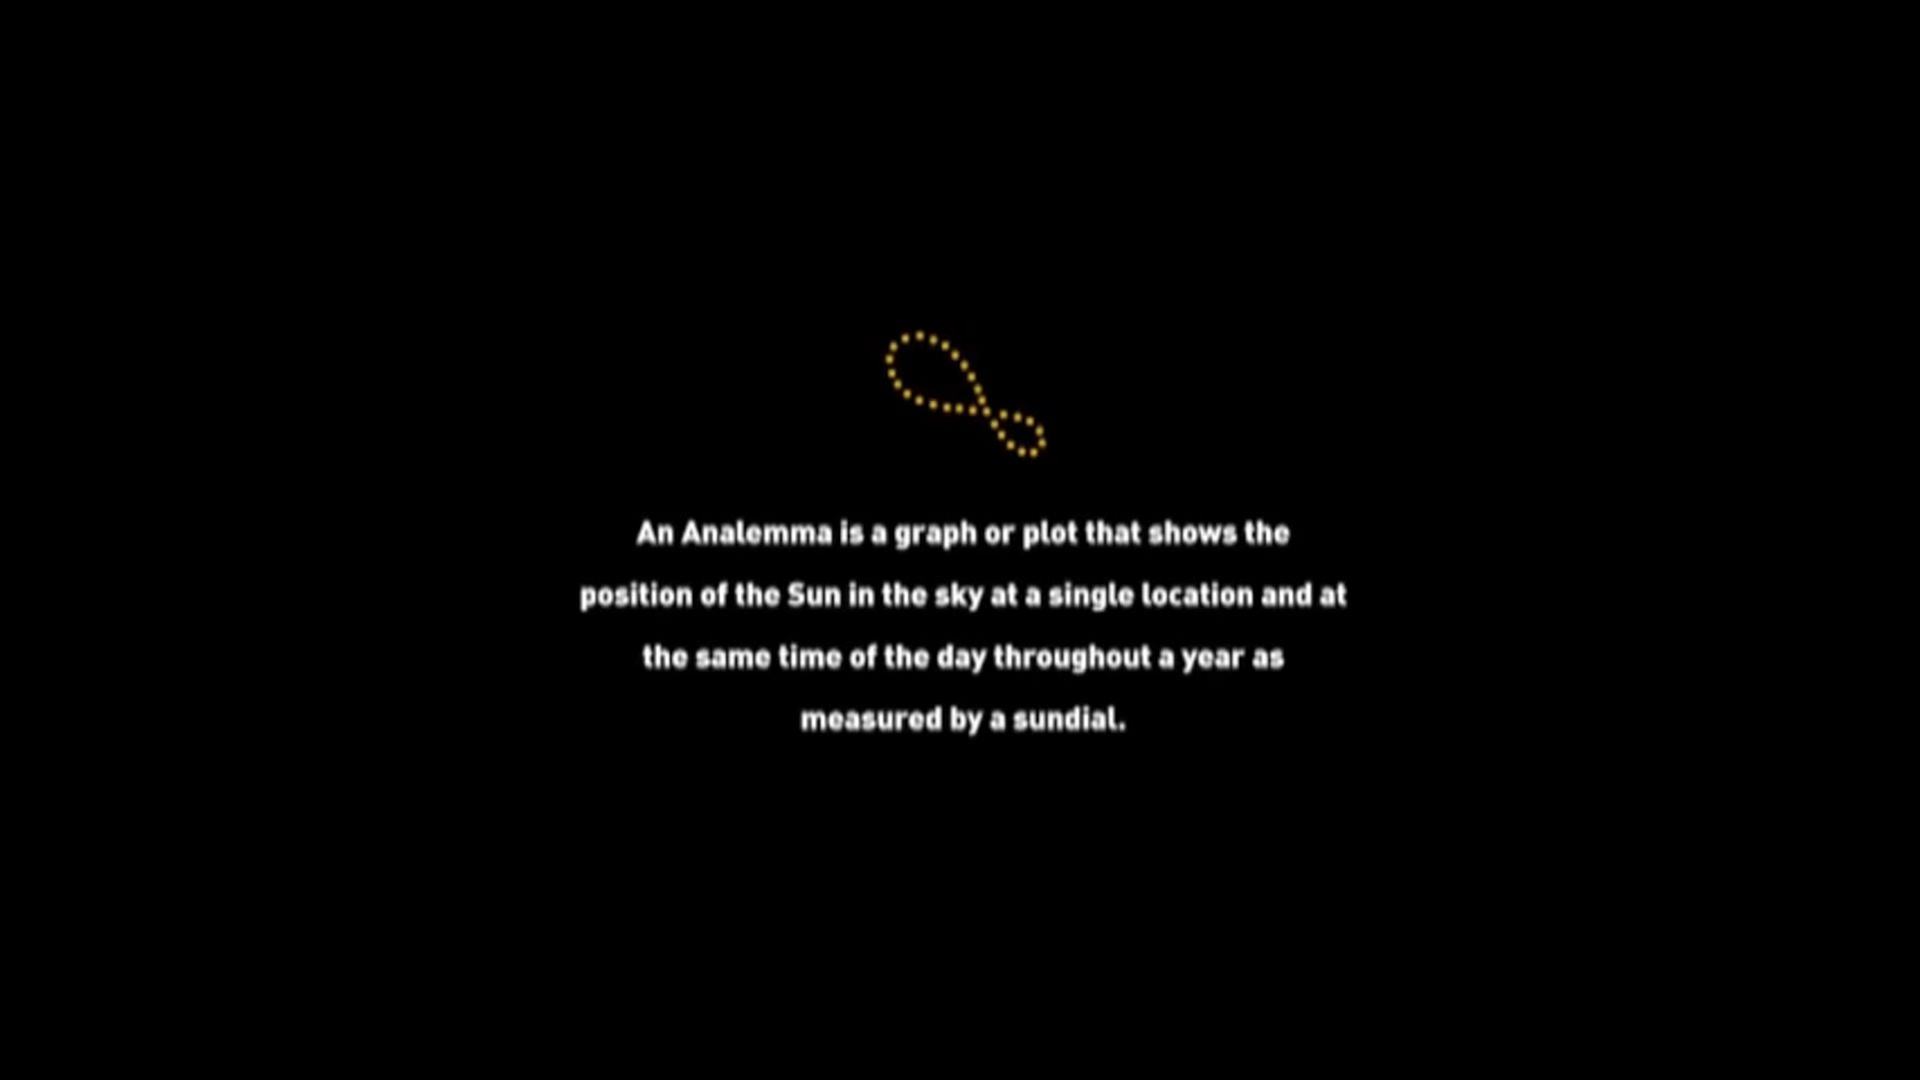 An Analemma is a graph or plot that shows the
position of the Sun in the sky at a single location and at
the same time of the day throughout a year as
measured by a sundial.